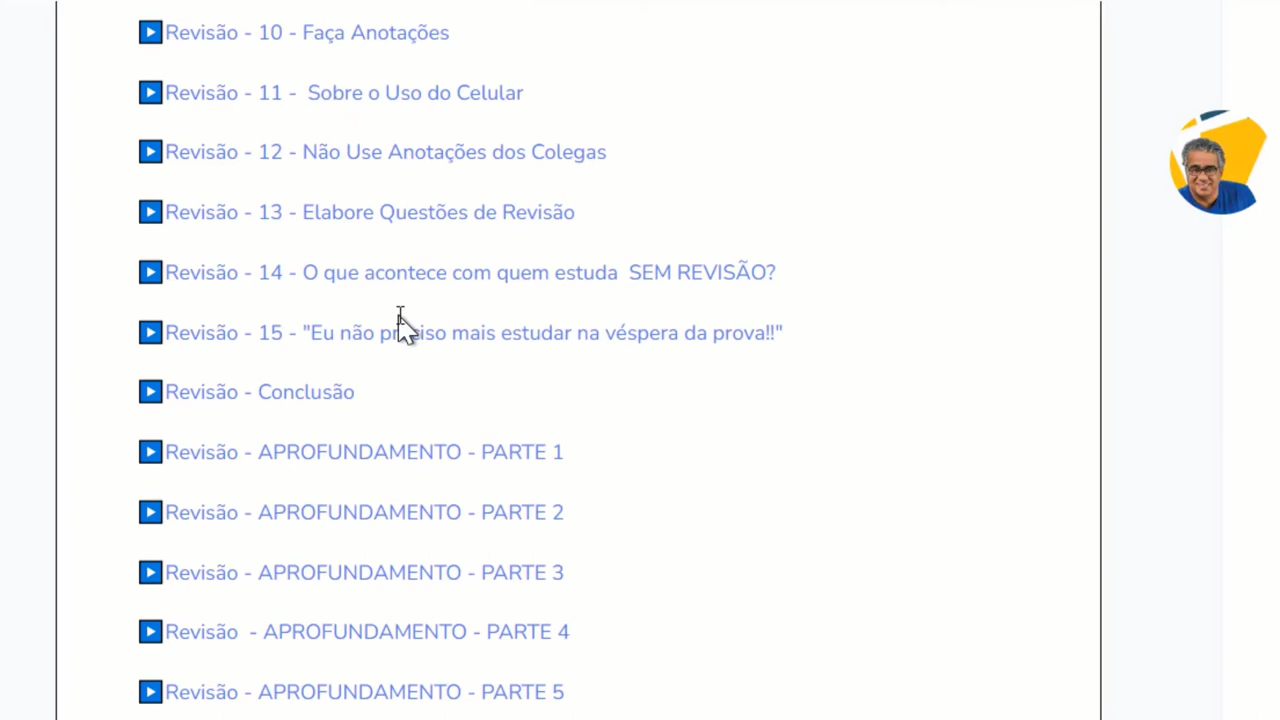 Revisão - 10 - Faça Anotações
Revisão - 11 -  Sobre o Uso do Celular
Revisão - 12 - Não Use Anotações dos Colegas
Revisão - 13 - Elabore Questões de Revisão
Revisão - 14 - O que acontece com quem estuda  SEM REVISÃO?
Revisão - 15 - "Eu não preciso mais estudar na véspera da prova!!"
Revisão - Conclusão
Revisão - APROFUNDAMENTO - PARTE 1
Revisão - APROFUNDAMENTO - PARTE 2
Revisão - APROFUNDAMENTO - PARTE 3
Revisão  - APROFUNDAMENTO - PARTE 4
Revisão - APROFUNDAMENTO - PARTE 5